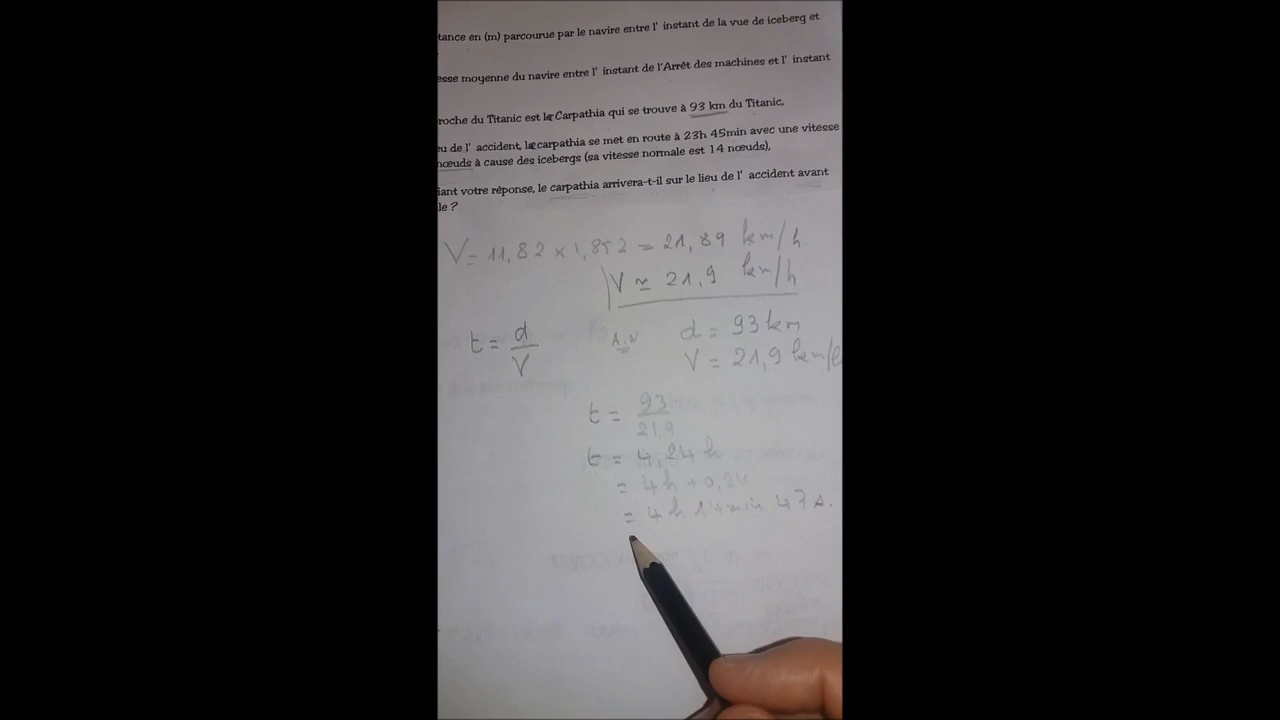 tance en (m) parcourue par le navire entre l' instant de la vue de iceberg et
esse moyenne du navire entre l' instant de l'Arrêt des machines et l' instant
roche du Titanic est le Carpathia qui se trouve à 93 km du Titanic,
eu de l' accident, le carpathia se met en route à 23h 45min avec une vitesse
nœuds à cause des icebergs (sa vitesse normale est 14 nœuds),
iant votre réponse, le carpathia arrivera-t-il sur le lieu de l' accident avant
le ?
V = 11,82 × 1,852 = 21,89 km/h.
V ≃ 21,9 km/h
t = d/V A.N d = 93 km
V = 21,9 km/h
t = 93/21,9
t = 4,24 h
= 4h + 0,24
= 4 h 14 min 47 s.